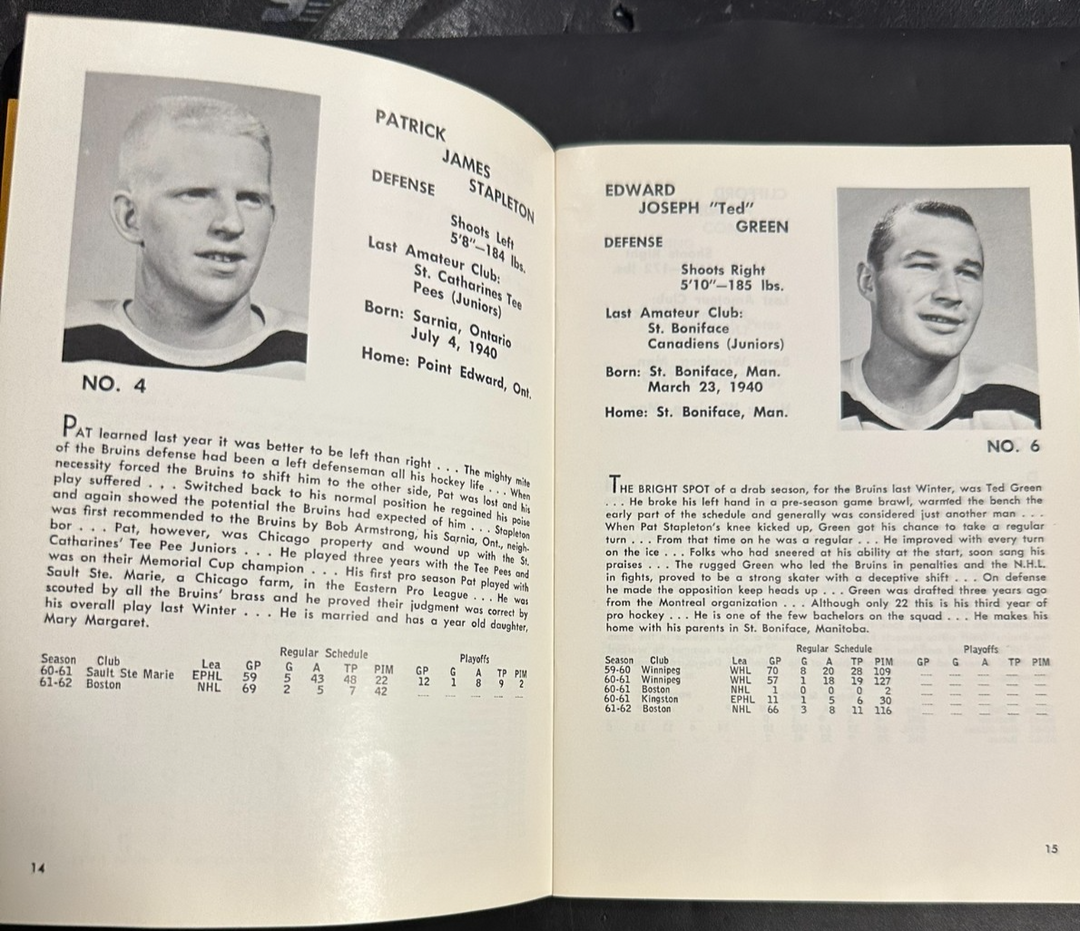 PATRICK
JAMES
STAPLETON
DEFENSE
Shoots Left
5'8"—184 lbs.
Last Amateur Club:
St. Catharines Tee
Pees (Juniors)
Born: Sarnia, Ontario
July 4, 1940
Home: Point Edward, Ont.
NO. 4
PAT learned last year it was better to be left than right . . . The mighty mite
of the Bruins defense had been a left defenseman all his hockey life . . . When
necessity forced the Bruins to shift him to the other side, Pat was lost and his
play suffered . . . Switched back to his normal position he regained his poise
and again showed the potential the Bruins had expected of him . . . Stapleton
was first recommended to the Bruins by Bob Armstrong, his Sarnia, Ont., neigh-
bor . . . Pat, however, was Chicago property and wound up with the St.
Catharines' Tee Pee Juniors . . . He played three years with the Tee Pees and
was on their Memorial Cup champion . . . His first pro season Pat played with
Sault Ste. Marie, a Chicago farm, in the Eastern Pro League . . . He was
scouted by all the Bruins' brass and he proved their judgment was correct by
his overall play last Winter . . . He is married and has a year old daughter,
Mary Margaret.
Regular Schedule Playoffs
Season Club Lea GP G A TP PIM GP G A TP PIM
60-61 Sault Ste Marie EPHL 59 5 43 48 22 12 1 8 9 2
61-62 Boston NHL 69 2 5 7 42 — — — — —
14
EDWARD
JOSEPH "Ted"
GREEN
DEFENSE
Shoots Right
5'10"—185 lbs.
Last Amateur Club:
St. Boniface
Canadiens (Juniors)
Born: St. Boniface, Man.
March 23, 1940
Home: St. Boniface, Man.
NO. 6
THE BRIGHT SPOT of a drab season, for the Bruins last Winter, was Ted Green
. . . He broke his left hand in a pre-season game brawl, warmed the bench the
early part of the schedule and generally was considered just another man . . .
When Pat Stapleton's knee kicked up, Green got his chance to take a regular
turn . . . From that time on he was a regular . . . He improved with every turn
on the ice . . . Folks who had sneered at his ability at the start, soon sang his
praises . . . The rugged Green who led the Bruins in penalties and the N.H.L.
in fights, proved to be a strong skater with a deceptive shift . . . On defense
he made the opposition keep heads up . . . Green was drafted three years ago
from the Montreal organization . . . Although only 22 this is his third year of
pro hockey . . . He is one of the few bachelors on the squad . . . He makes his
home with his parents in St. Boniface, Manitoba.
Regular Schedule Playoffs
Season Club Lea GP G A TP PIM GP G A TP PIM
59-60 Winnipeg WHL 70 8 20 28 109 — — — — —
60-61 Winnipeg WHL 57 1 18 19 127 — — — — —
60-61 Boston NHL 1 0 0 0 2 — — — — —
60-61 Kingston EPHL 11 1 5 6 30 — — — — —
61-62 Boston NHL 66 3 8 11 116 — — — — —
15